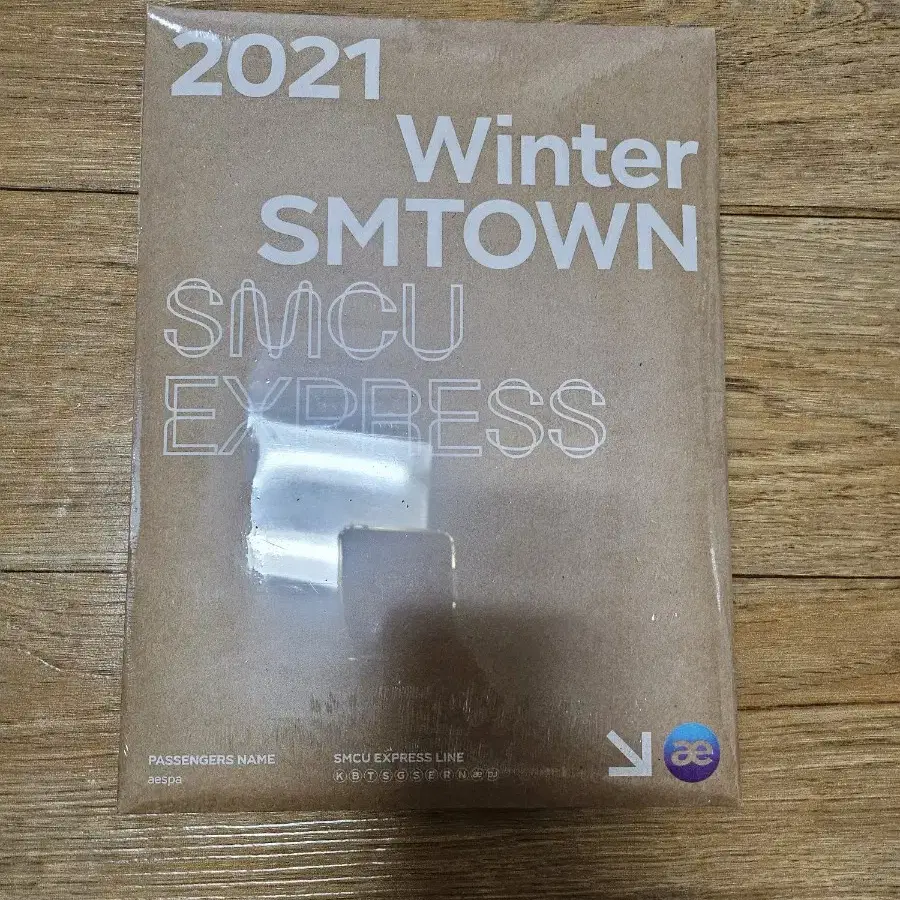 2021
Winter
SMTOWN
SMCU
EXPRESS
PASSENGERS NAME
aespa
SMCU EXPRESS LINE
K B T S G S E R N æ
æ